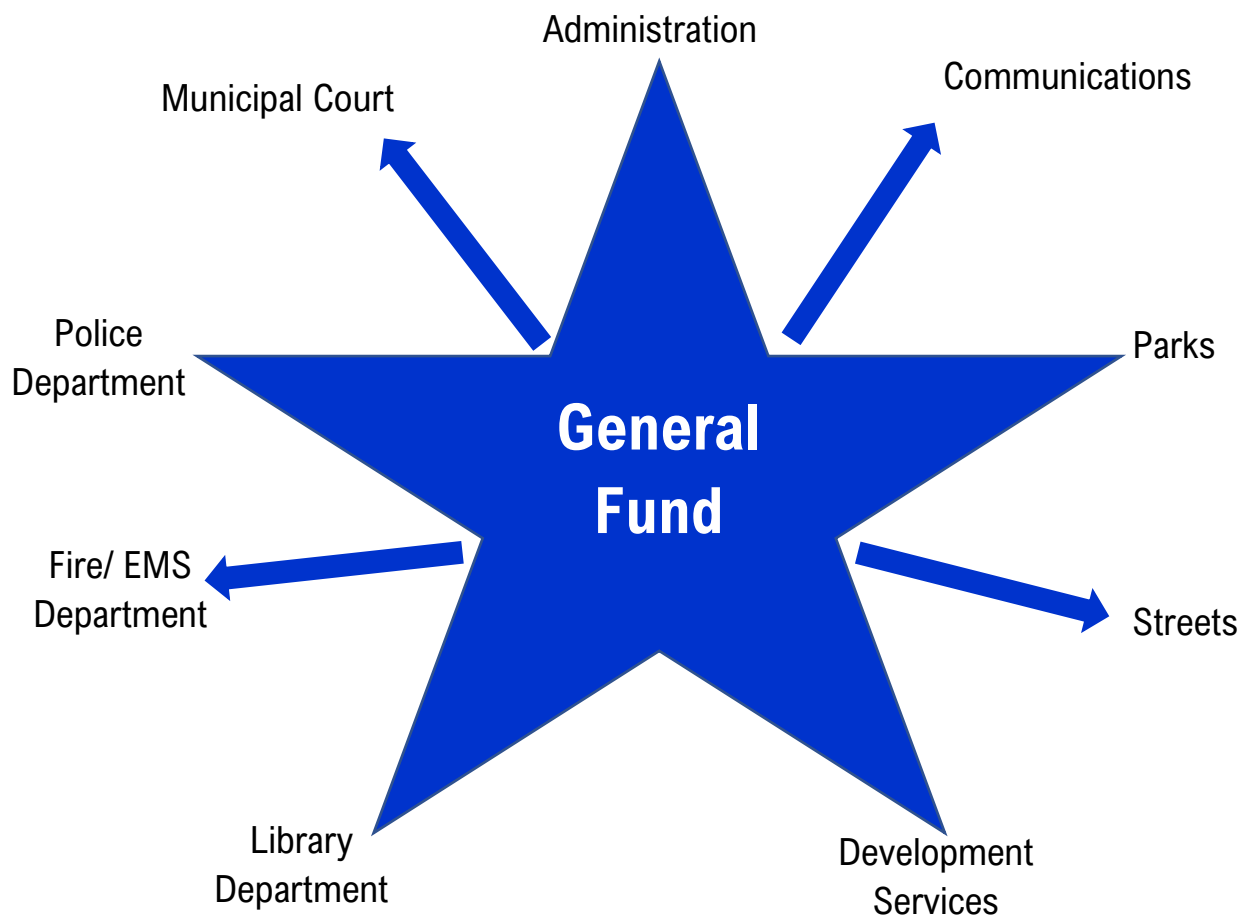 Administration
Communications
Municipal Court
Police
Department
Parks
General
Fund
Fire/ EMS
Department
Streets
Library
Department
Development
Services